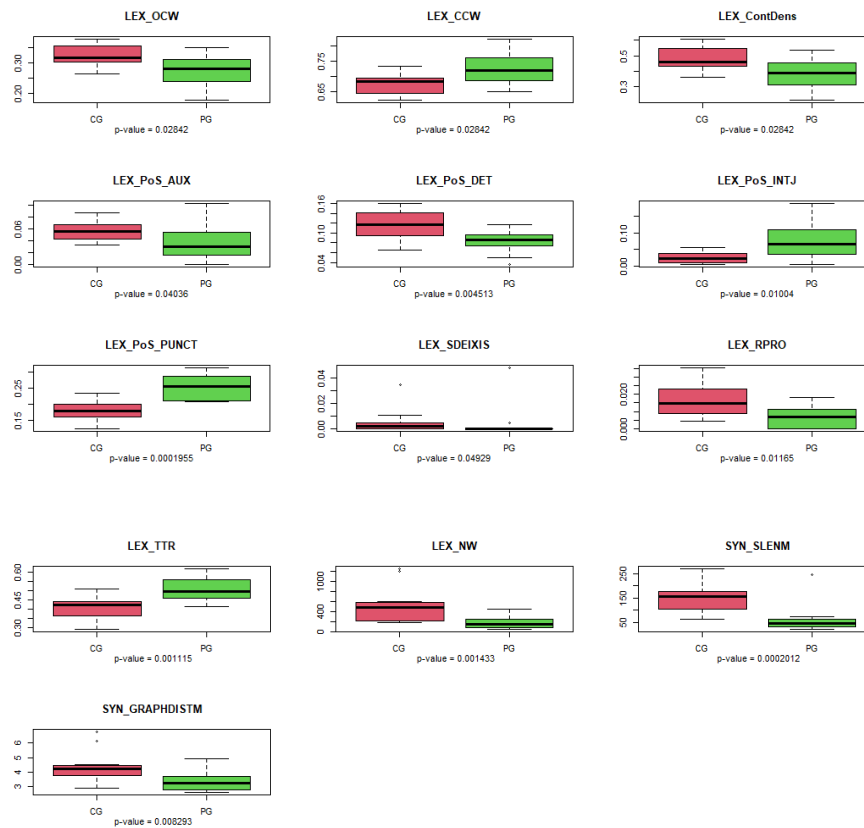 LEX_OCW
0.30
0.20
CG PG
p-value = 0.02842
LEX_CCW
0.75
0.65
CG PG
p-value = 0.02842
LEX_ContDens
0.5
0.3
CG PG
p-value = 0.02842
LEX_PoS_AUX
0.06
0.00
CG PG
p-value = 0.04036
LEX_PoS_DET
0.16
0.10
0.04
CG PG
p-value = 0.004513
LEX_PoS_INTJ
0.10
0.00
CG PG
p-value = 0.01004
LEX_PoS_PUNCT
0.25
0.15
CG PG
p-value = 0.0001955
LEX_SDEIXIS
0.04
0.02
0.00
CG PG
p-value = 0.04929
LEX_RPRO
0.020
0.000
CG PG
p-value = 0.01165
LEX_TTR
0.60
0.45
0.30
CG PG
p-value = 0.001115
LEX_NW
1000
400
0
CG PG
p-value = 0.001433
SYN_SLENM
250
150
50
CG PG
p-value = 0.0002012
SYN_GRAPHDISTM
6
5
4
3
CG PG
p-value = 0.008293